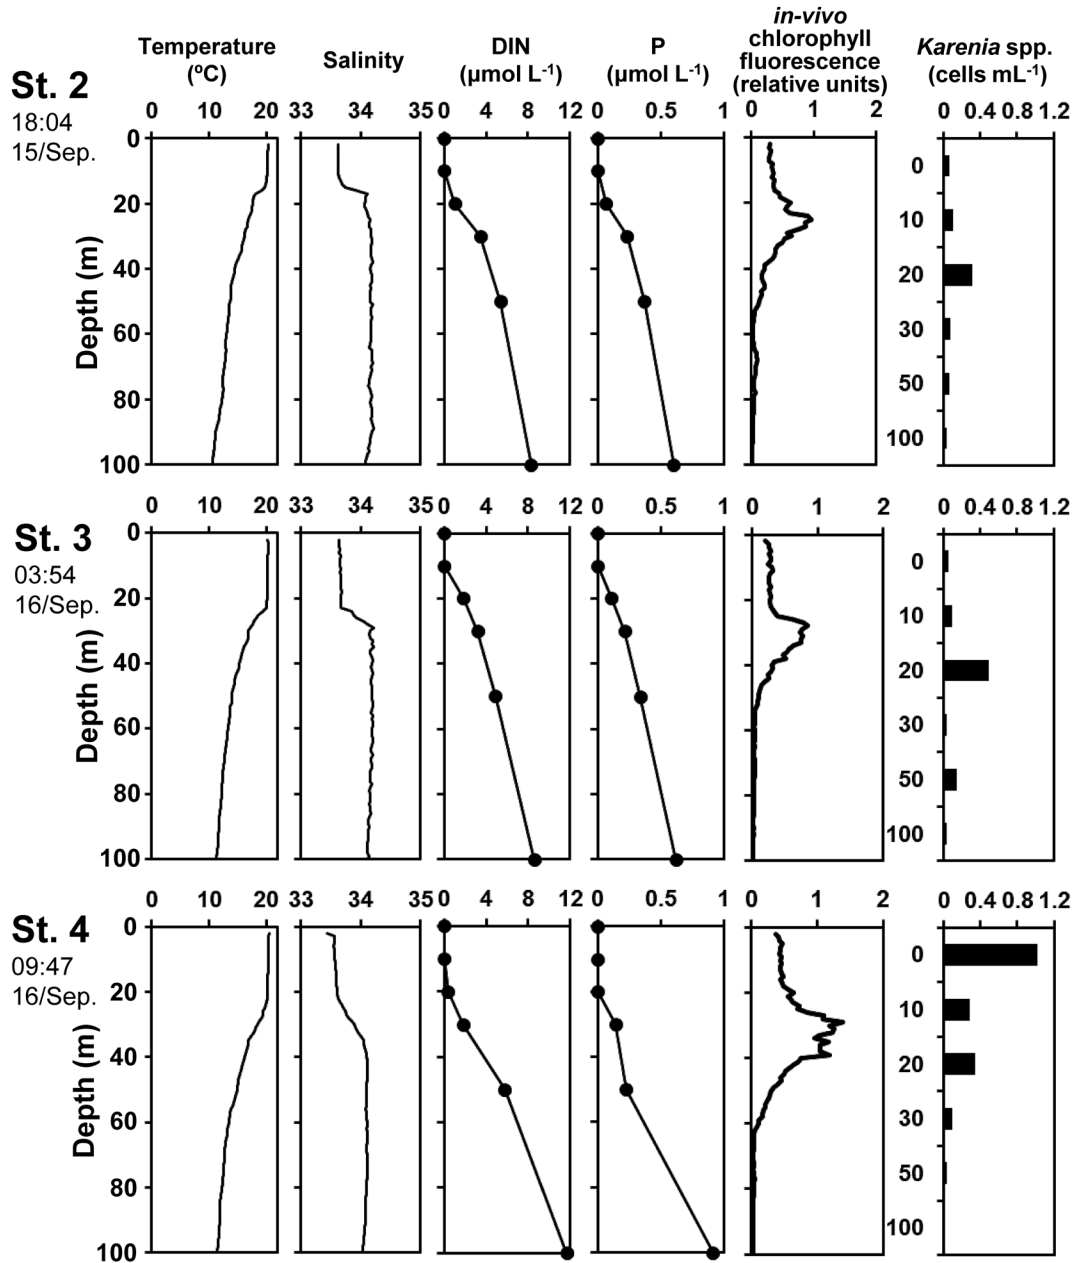 Temperature
(ºC)
Salinity
DIN
(µmol L-1)
P
(µmol L-1)
in-vivo
chlorophyll
fluorescence
(relative units)
Karenia spp.
(cells mL-1)
St. 2
18:04
15/Sep.
0 10 20
33 34 35
0 4 8 12
0 0.5 1
0 1 2
0 0.4 0.8 1.2
Depth (m)
0
20
40
60
80
100
0
10
20
30
50
100
St. 3
03:54
16/Sep.
0 10 20
33 34 35
0 4 8 12
0 0.5 1
0 1 2
0 0.4 0.8 1.2
Depth (m)
0
20
40
60
80
100
0
10
20
30
50
100
St. 4
09:47
16/Sep.
0 10 20
33 34 35
0 4 8 12
0 0.5 1
0 1 2
0 0.4 0.8 1.2
Depth (m)
0
20
40
60
80
100
0
10
20
30
50
100